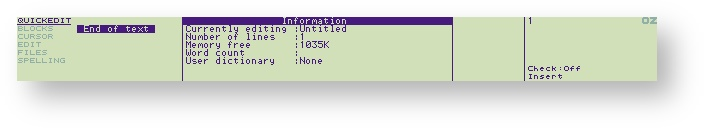 QUICKEDIT
BLOCKS
CURSOR
EDIT
FILES
SPELLING
End of text
Information
Currently editing :Untitled
Number of lines :1
Memory free :1035K
Word count :
User dictionary :None
1
Check:Off
Insert
OZ